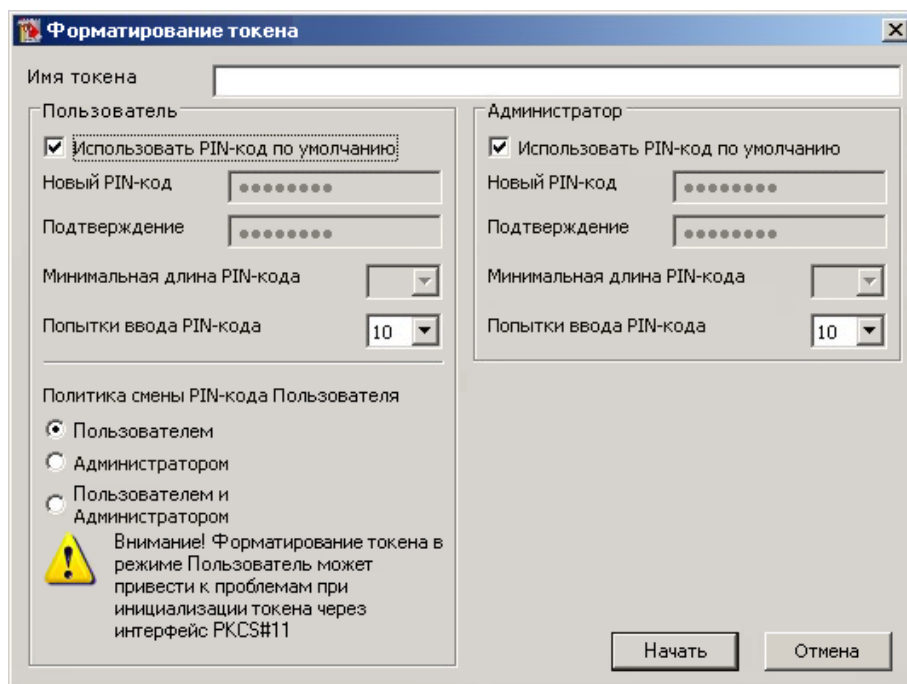 Форматирование токена
Имя токена
Пользователь
Использовать PIN-код по умолчанию
Новый PIN-код
Подтверждение
Минимальная длина PIN-кода
Попытки ввода PIN-кода 10
Политика смены PIN-кода Пользователя
Пользователем
Администратором
Пользователем и
Администратором
Внимание! Форматирование токена в
режиме Пользователь может
привести к проблемам при
инициализации токена через
интерфейс PKCS#11
Администратор
Использовать PIN-код по умолчанию
Новый PIN-код
Подтверждение
Минимальная длина PIN-кода
Попытки ввода PIN-кода 10
Начать Отмена